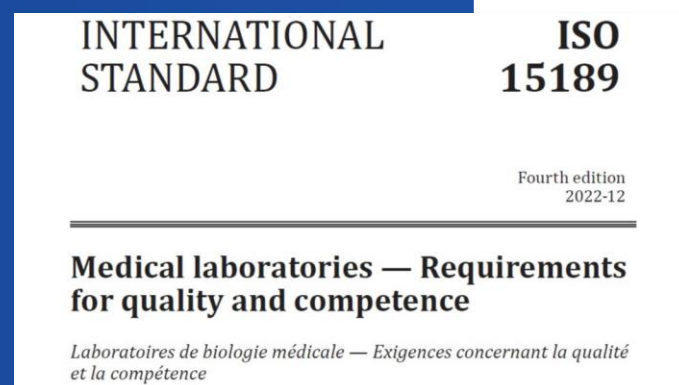 INTERNATIONAL STANDARD
ISO 15189
Fourth edition
2022-12
Medical laboratories — Requirements
for quality and competence
Laboratoires de biologie médicale — Exigences concernant la qualité
et la compétence